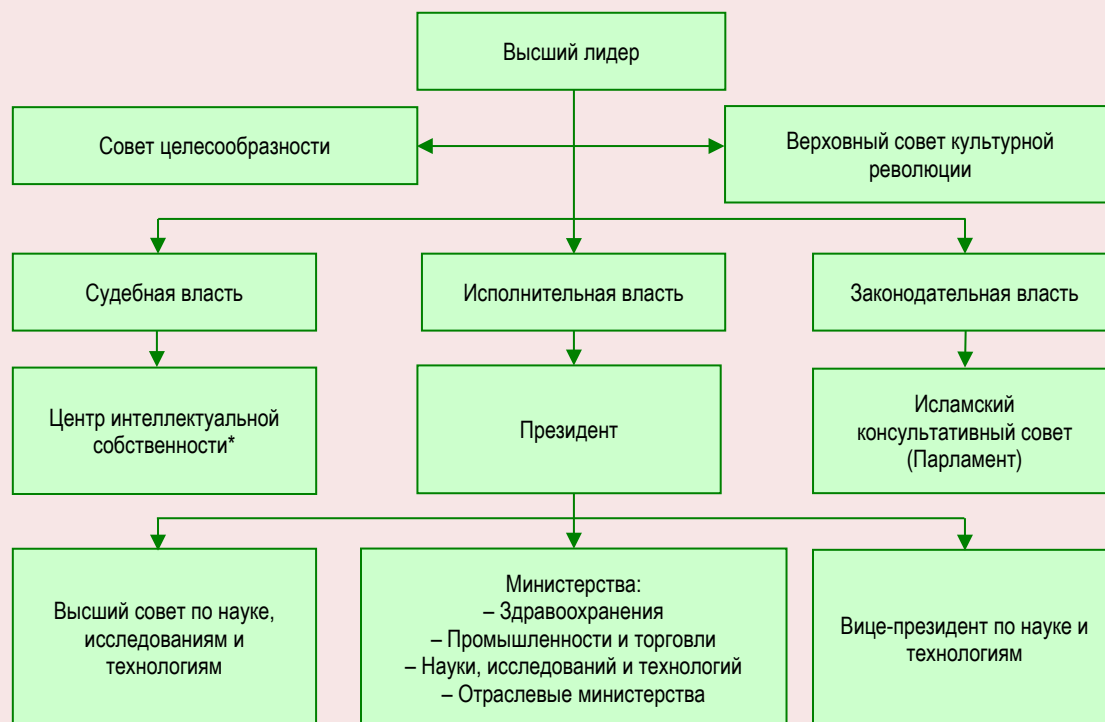 Высший лидер
Совет целесообразности
Верховный совет культурной
революции
Судебная власть
Исполнительная власть
Законодательная власть
Центр интеллектуальной
собственности*
Президент
Исламский
консультативный совет
(Парламент)
Высший совет по науке,
исследованиям и
технологиям
Министерства:
– Здравоохранения
– Промышленности и торговли
– Науки, исследований и технологий
– Отраслевые министерства
Вице-президент по науке и
технологиям